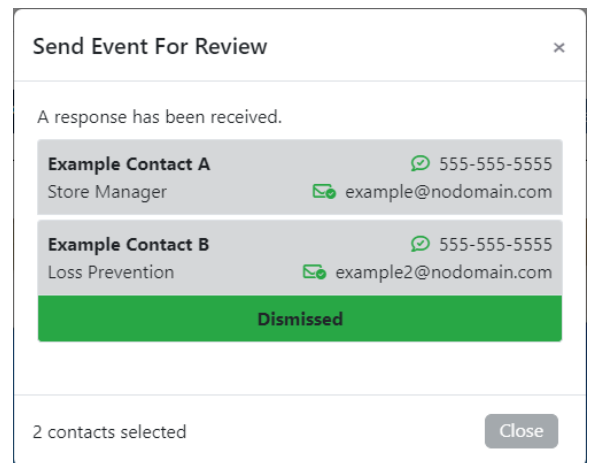 Send Event For Review ×
A response has been received.
Example Contact A 555-555-5555
Store Manager example@nodomain.com
Example Contact B 555-555-5555
Loss Prevention example2@nodomain.com
Dismissed
2 contacts selected Close